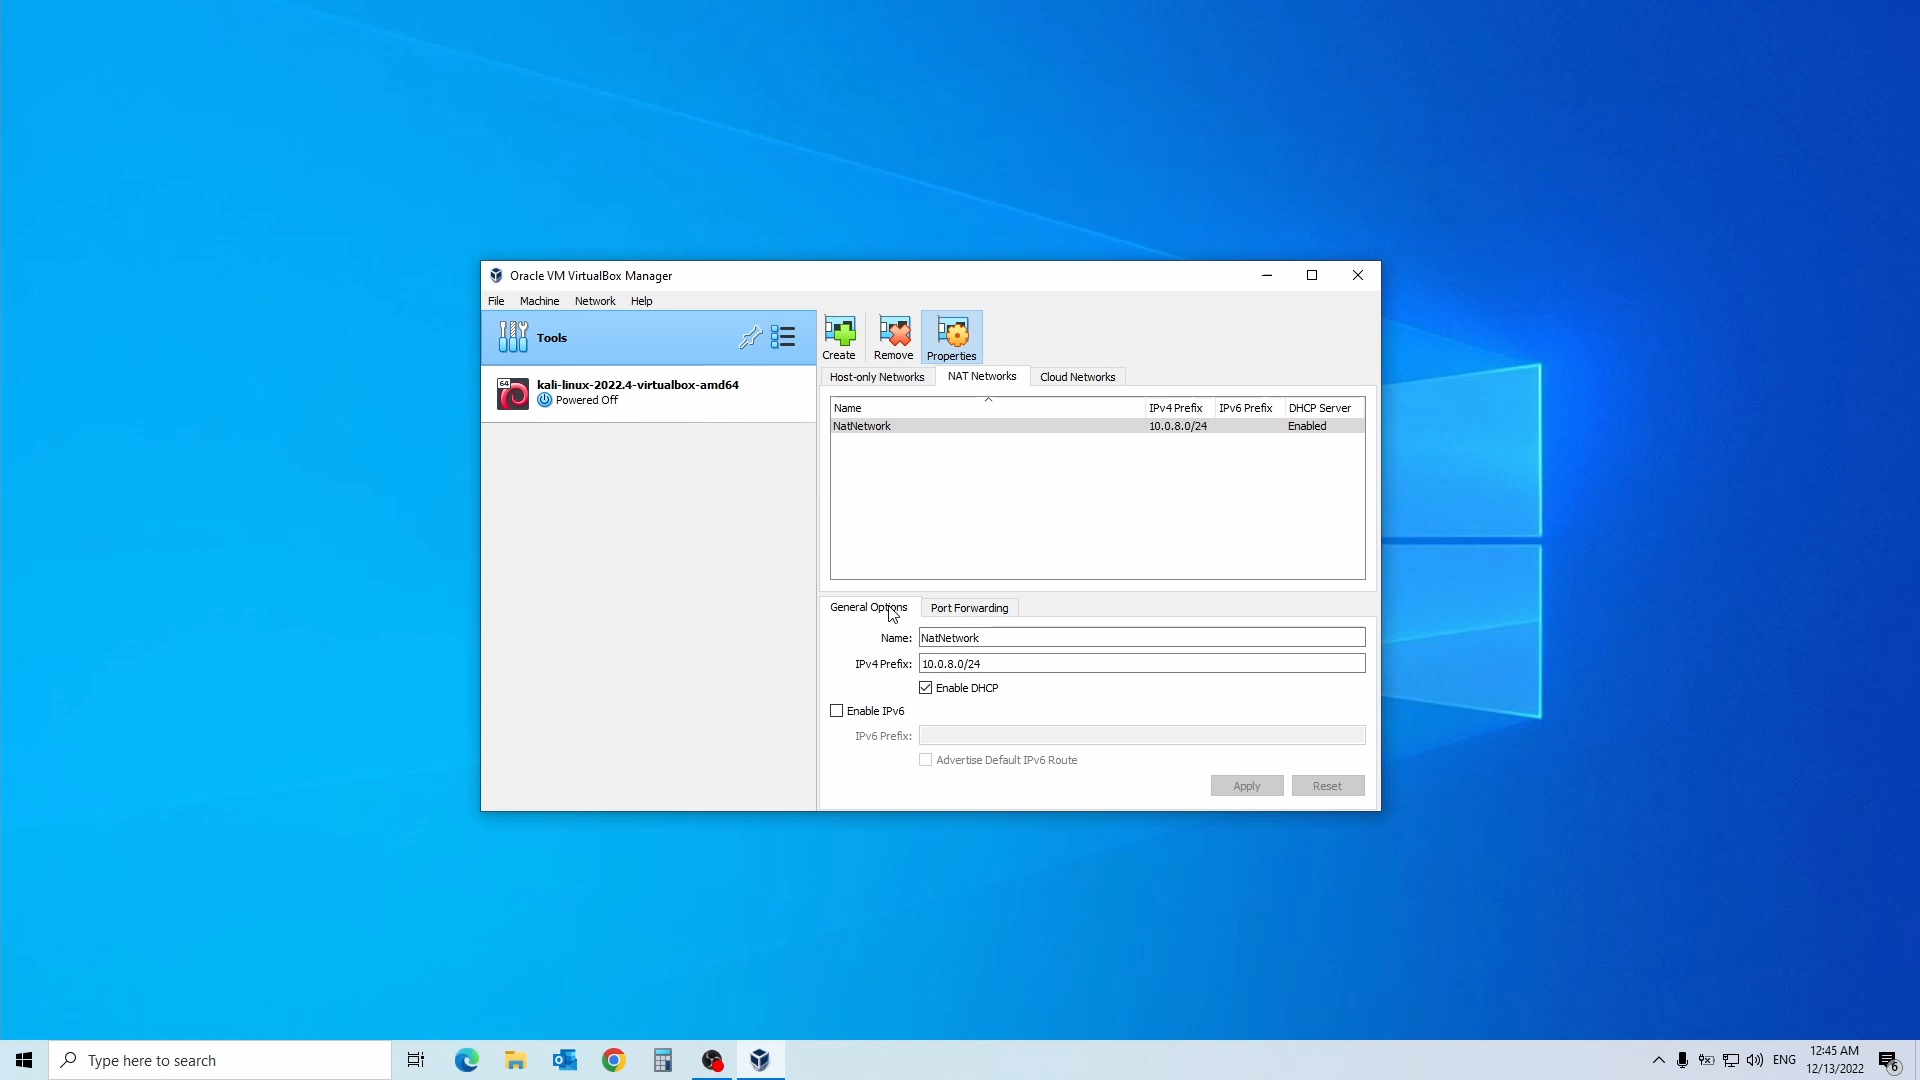 Oracle VM VirtualBox Manager
File Machine Network Help
Tools
64
kali-linux-2022.4-virtualbox-amd64
Powered Off
Create Remove Properties
Host-only Networks NAT Networks Cloud Networks
Name IPv4 Prefix IPv6 Prefix DHCP Server
NatNetwork 10.0.8.0/24 Enabled
General Options Port Forwarding
Name: NatNetwork
IPv4 Prefix: 10.0.8.0/24
Enable DHCP
Enable IPv6
IPv6 Prefix:
Advertise Default IPv6 Route
Apply Reset
Type here to search
ENG
12:45 AM
12/13/2022
6